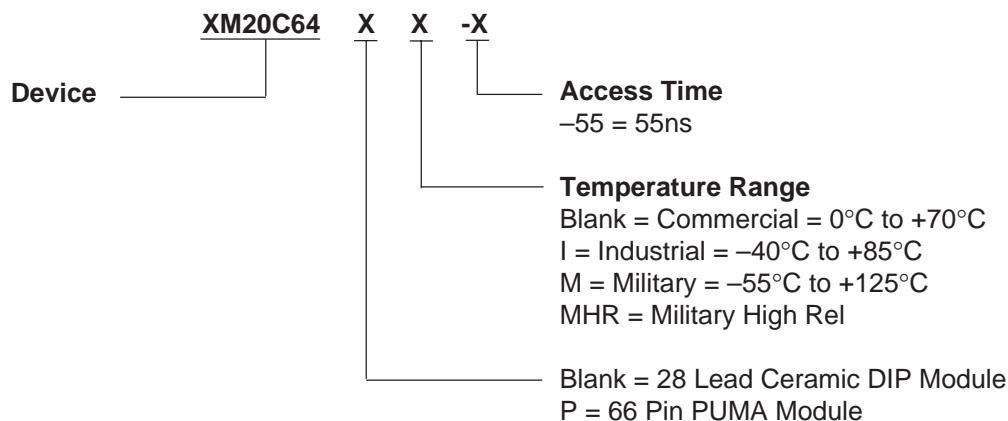 XM20C64 X X -X
Device
Access Time
–55 = 55ns
Temperature Range
Blank = Commercial = 0°C to +70°C
I = Industrial = –40°C to +85°C
M = Military = –55°C to +125°C
MHR = Military High Rel
Blank = 28 Lead Ceramic DIP Module
P = 66 Pin PUMA Module